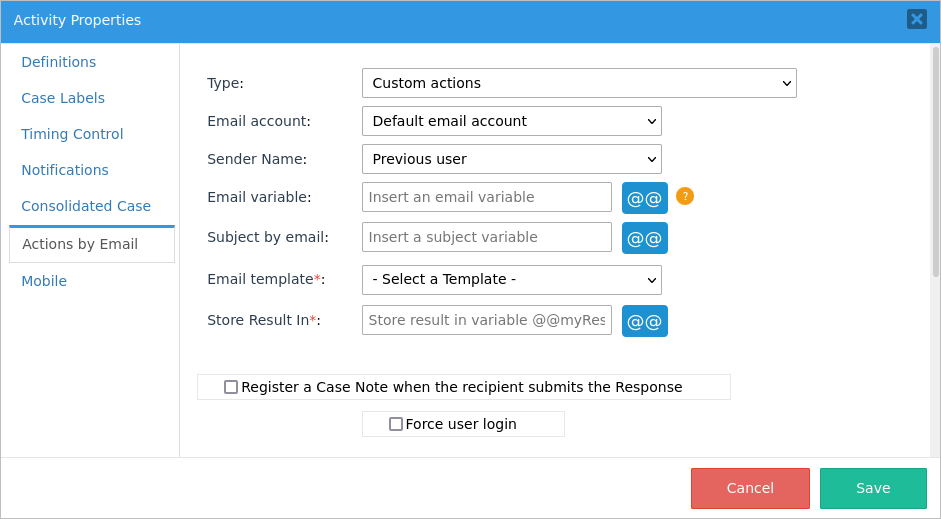 Activity Properties
Definitions
Case Labels
Timing Control
Notifications
Consolidated Case
Actions by Email
Mobile
Type: Custom actions
Email account: Default email account
Sender Name: Previous user
Email variable: Insert an email variable @@ ?
Subject by email: Insert a subject variable @@
Email template*: - Select a Template -
Store Result In*: Store result in variable @@myRes @@
Register a Case Note when the recipient submits the Response
Force user login
Cancel Save